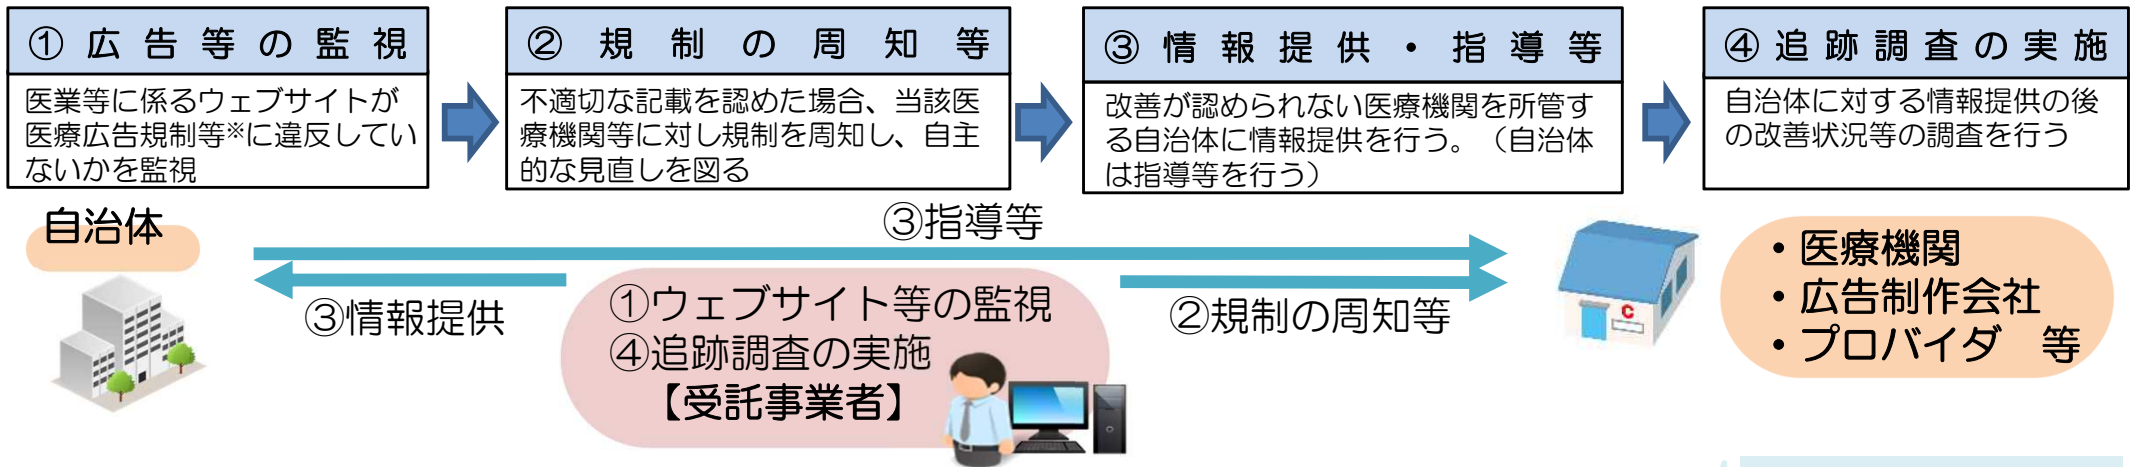 ①広告等の監視
医業等に係るウェブサイトが
医療広告規制等※に違反してい
ないかを監視
②規制の周知等
不適切な記載を認めた場合、当該医
療機関等に対し規制を周知し、自主
的な見直しを図る
③情報提供・指導等
改善が認められない医療機関を所管す
る自治体に情報提供を行う。（自治体
は指導等を行う）
④追跡調査の実施
自治体に対する情報提供の後
の改善状況等の調査を行う
自治体
③指導等
③情報提供
①ウェブサイト等の監視
④追跡調査の実施
【受託事業者】
②規制の周知等
C
・医療機関
・広告制作会社
・プロバイダ　等